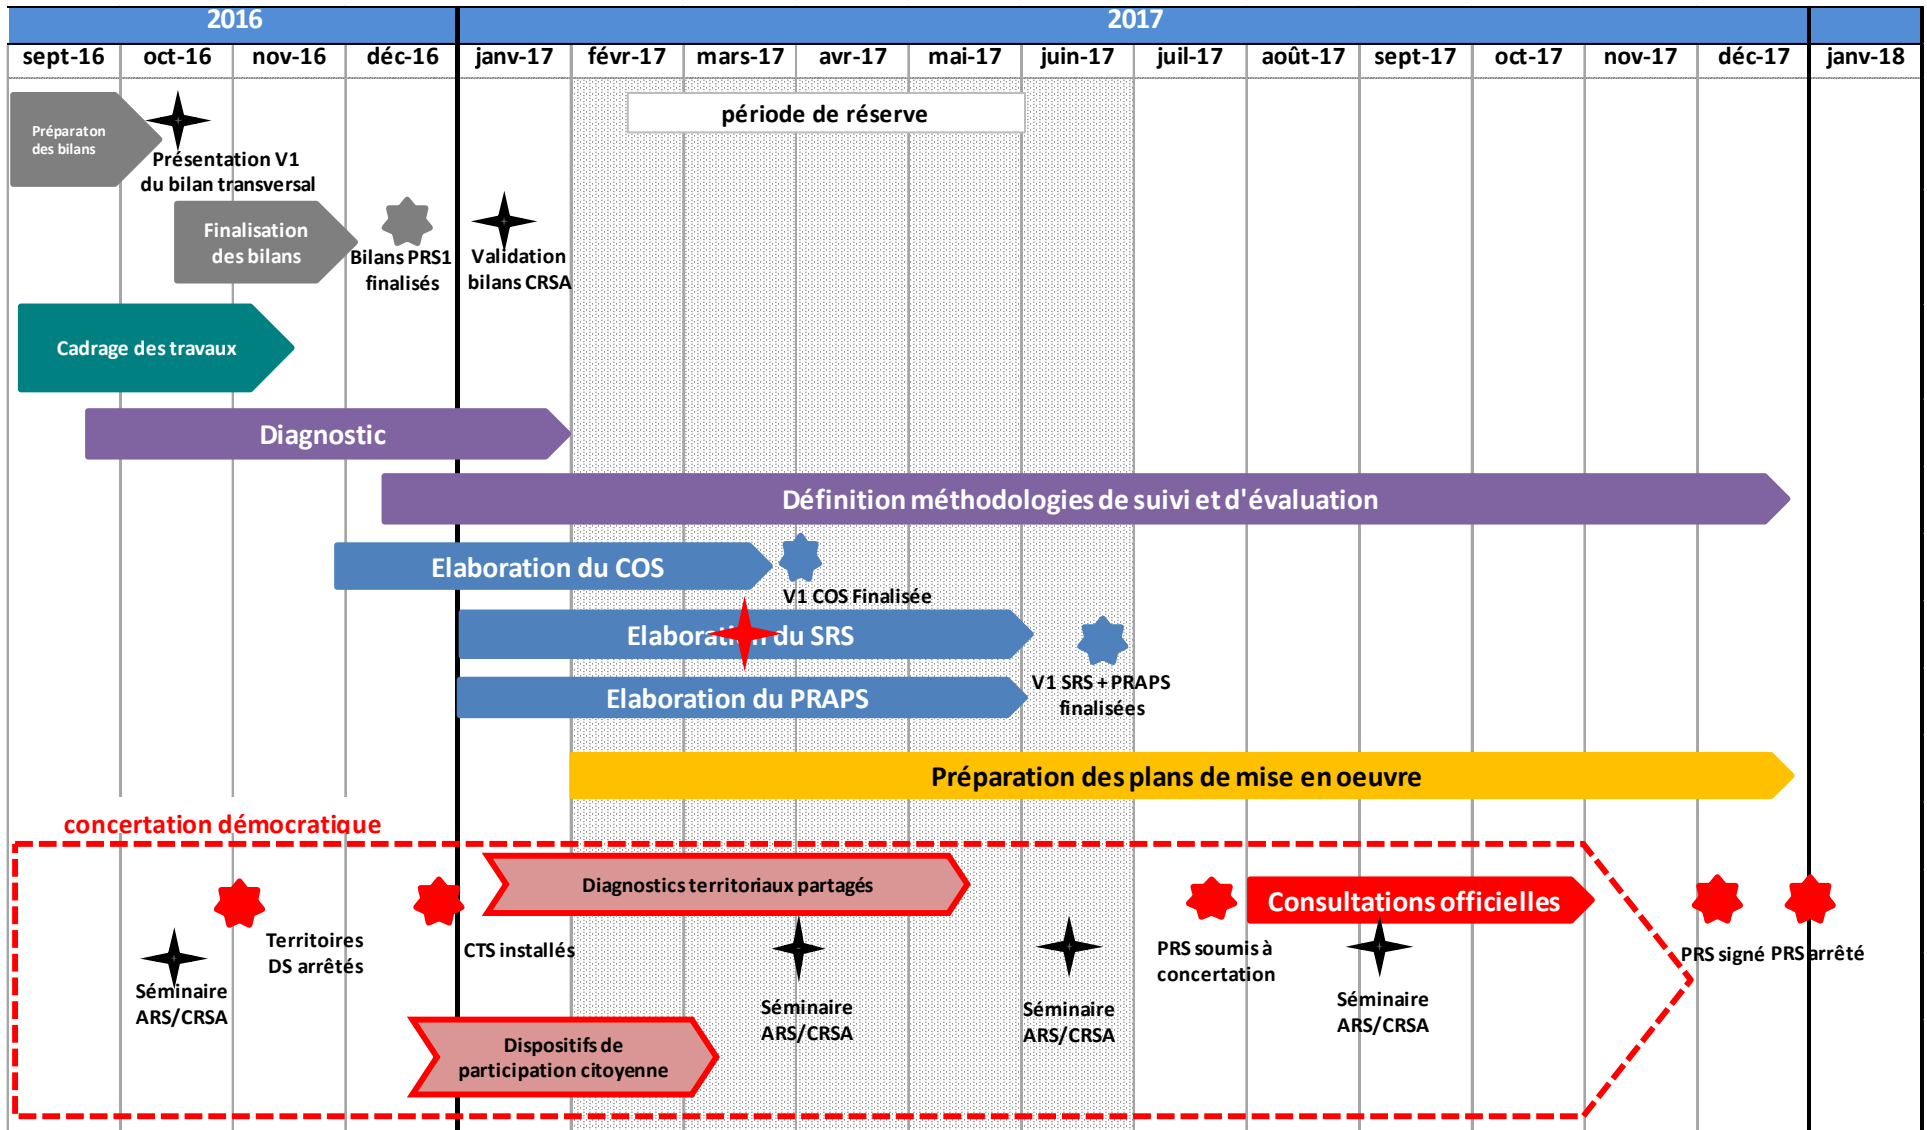 2016
2017
sept-16
oct-16
nov-16
déc-16
janv-17
févr-17
mars-17
avr-17
mai-17
juin-17
juil-17
août-17
sept-17
oct-17
nov-17
déc-17
janv-18
période de réserve
Préparaton
des bilans
Présentation V1
du bilan transversal
Finalisation
des bilans
Bilans PRS1
finalisés
Validation
bilans CRSA
Cadrage des travaux
Diagnostic
Définition méthodologies de suivi et d'évaluation
Elaboration du COS
V1 COS Finalisée
Elaboration du SRS
V1 SRS + PRAPS
finalisées
Elaboration du PRAPS
Préparation des plans de mise en oeuvre
concertation démocratique
Diagnostics territoriaux partagés
Consultations officielles
Territoires
DS arrêtés
CTS installés
PRS soumis à
concertation
PRS signé
PRS arrêté
Séminaire
ARS/CRSA
Séminaire
ARS/CRSA
Séminaire
ARS/CRSA
Séminaire
ARS/CRSA
Dispositifs de
participation citoyenne